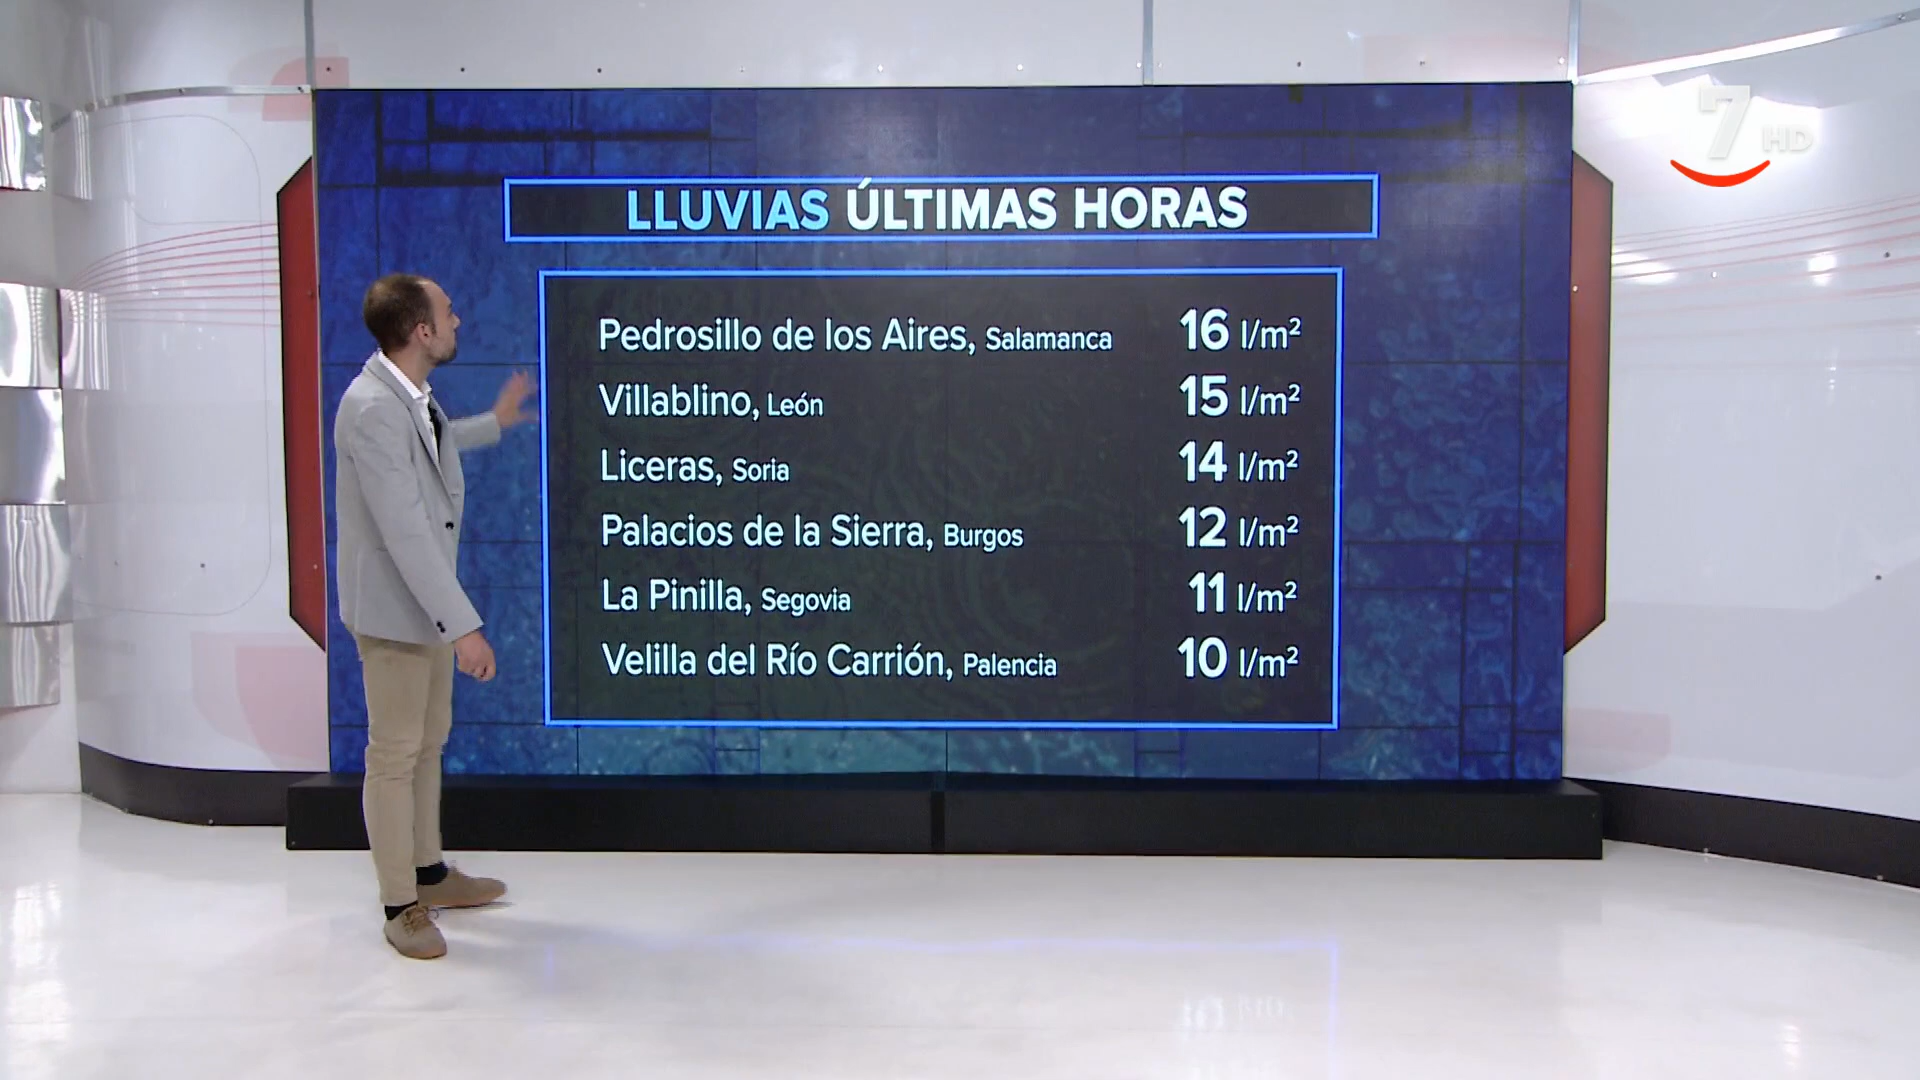 7 HD
LLUVIAS ÚLTIMAS HORAS
Pedrosillo de los Aires, Salamanca 16 l/m²
Villablino, León 15 l/m²
Liceras, Soria 14 l/m²
Palacios de la Sierra, Burgos 12 l/m²
La Pinilla, Segovia 11 l/m²
Velilla del Río Carrión, Palencia 10 l/m²